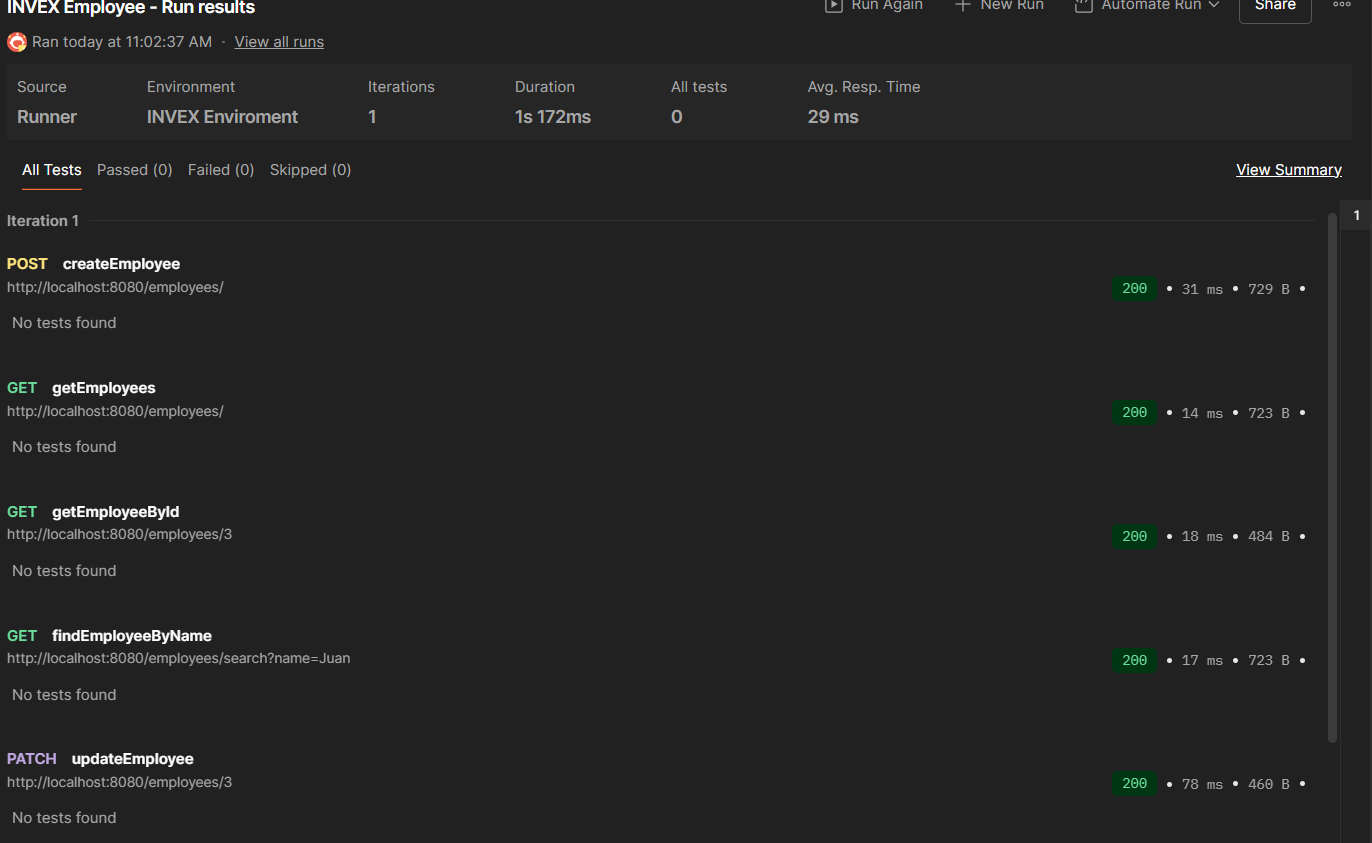 INVEX Employee - Run results
Run Again
New Run
Automate Run
Share
Ran today at 11:02:37 AM · View all runs
Source Environment Iterations Duration All tests Avg. Resp. Time
Runner INVEX Enviroment 1 1s 172ms 0 29 ms
All Tests Passed (0) Failed (0) Skipped (0) View Summary
Iteration 1
1
POST createEmployee
http://localhost:8080/employees/
200 • 31 ms • 729 B •
No tests found
GET getEmployees
http://localhost:8080/employees/
200 • 14 ms • 723 B •
No tests found
GET getEmployeeById
http://localhost:8080/employees/3
200 • 18 ms • 484 B •
No tests found
GET findEmployeeByName
http://localhost:8080/employees/search?name=Juan
200 • 17 ms • 723 B •
No tests found
PATCH updateEmployee
http://localhost:8080/employees/3
200 • 78 ms • 460 B •
No tests found